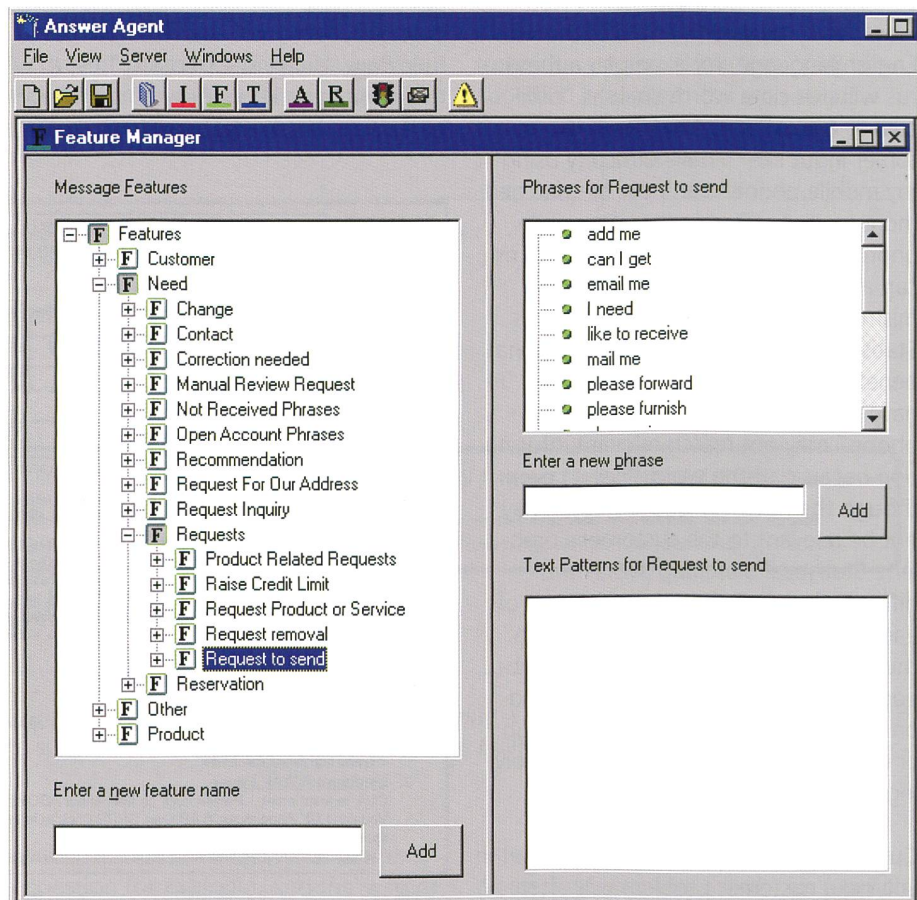 Answer Agent
File View Server Windows Help
I F T A R
F Feature Manager
Message Features
F Features
F Customer
F Need
F Change
F Contact
F Correction needed
F Manual Review Request
F Not Received Phrases
F Open Account Phrases
F Recommendation
F Request For Our Address
F Request Inquiry
F Requests
F Product Related Requests
F Raise Credit Limit
F Request Product or Service
F Request removal
F Request to send
F Reservation
F Other
F Product
Enter a new feature name
Add
Phrases for Request to send
add me
can I get
email me
I need
like to receive
mail me
please forward
please furnish
Enter a new phrase
Add
Text Patterns for Request to send